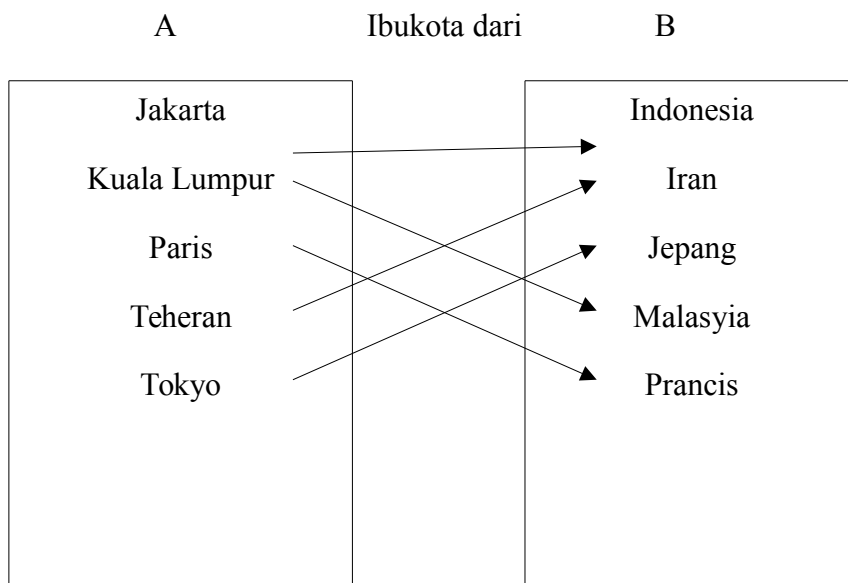 A Ibukota dari B
Jakarta Indonesia
Kuala Lumpur Iran
Paris Jepang
Teheran Malasyia
Tokyo Prancis